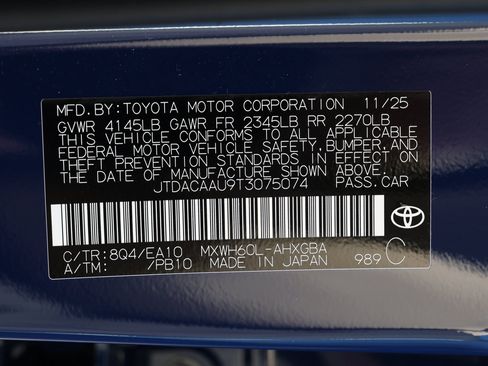 MFD. BY:TOYOTA MOTOR CORPORATION 11/25
GVWR 4145LB GAWR FR 2345LB RR 2270LB
THIS VEHICLE CONFORMS TO ALL APPLICABLE
FEDERAL MOTOR VEHICLE SAFETY, BUMPER, AND
THEFT PREVENTION STANDARDS IN EFFECT ON
THE DATE OF MANUFACTURE SHOWN ABOVE.
JTDACAAU9T3075074 PASS.CAR
C/TR:8Q4/EA10 MXWH60L-AHXGBA C
A/TM: /PB10 MADE IN JAPAN 989